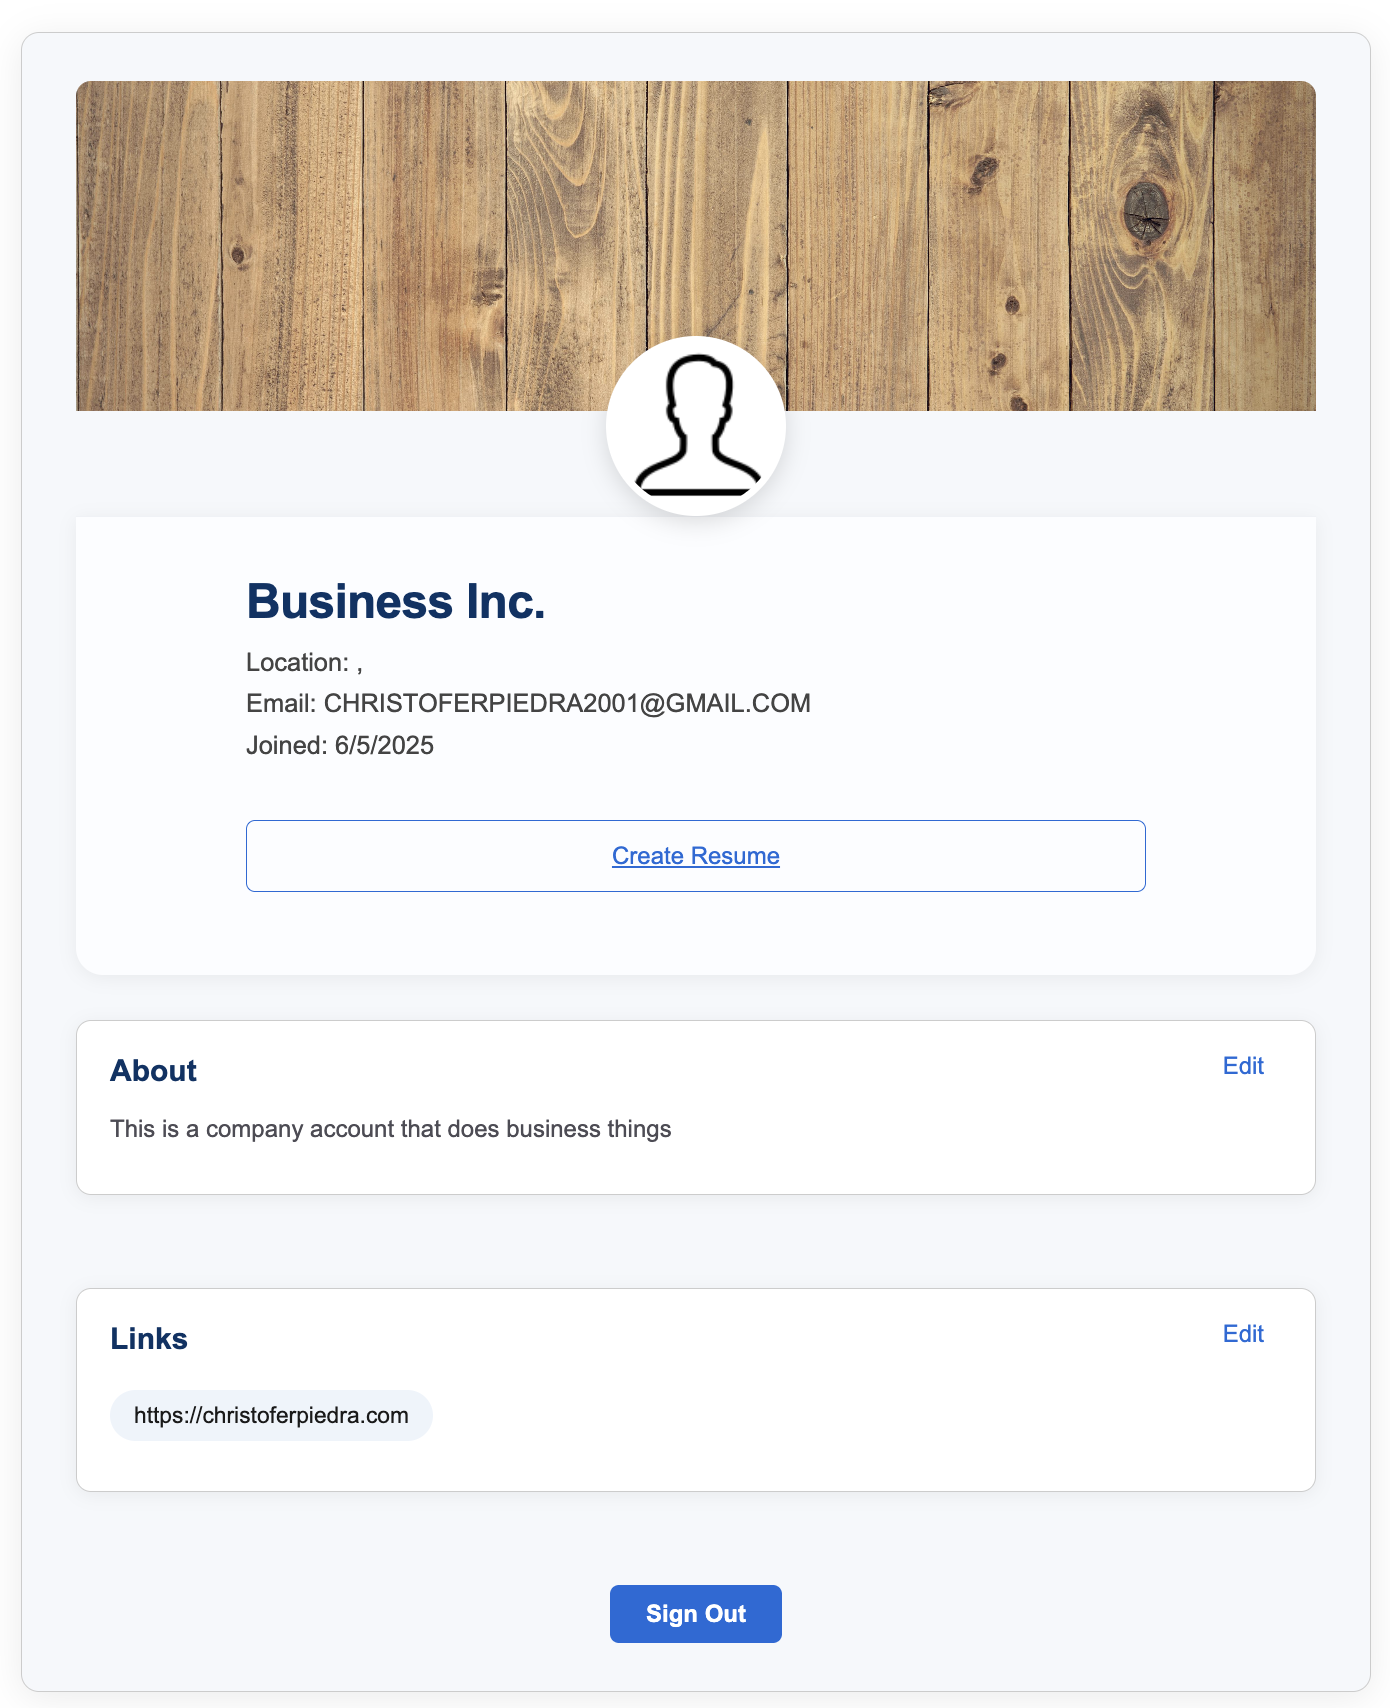 Business Inc.
Location: ,
Email: CHRISTOFERPIEDRA2001@GMAIL.COM
Joined: 6/5/2025
Create Resume
About
Edit
This is a company account that does business things
Links
Edit
https://christoferpiedra.com
Sign Out